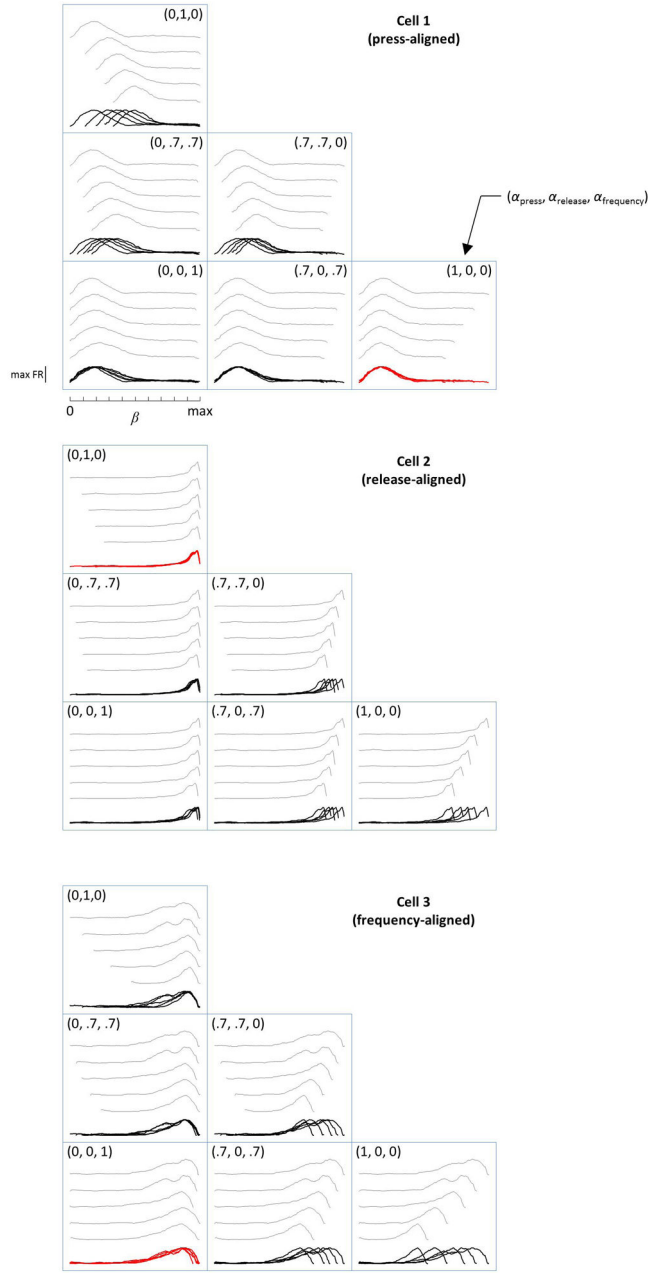 (0,1,0)
Cell 1
(press-aligned)
(0, .7, .7)
(.7, .7, 0)
(αpress, αrelease, αfrequency)
(0, 0, 1)
(.7, 0, .7)
(1, 0, 0)
max FR
0
max
β
(0,1,0)
Cell 2
(release-aligned)
(0, .7, .7)
(.7, .7, 0)
(0, 0, 1)
(.7, 0, .7)
(1, 0, 0)
(0,1,0)
Cell 3
(frequency-aligned)
(0, .7, .7)
(.7, .7, 0)
(0, 0, 1)
(.7, 0, .7)
(1, 0, 0)